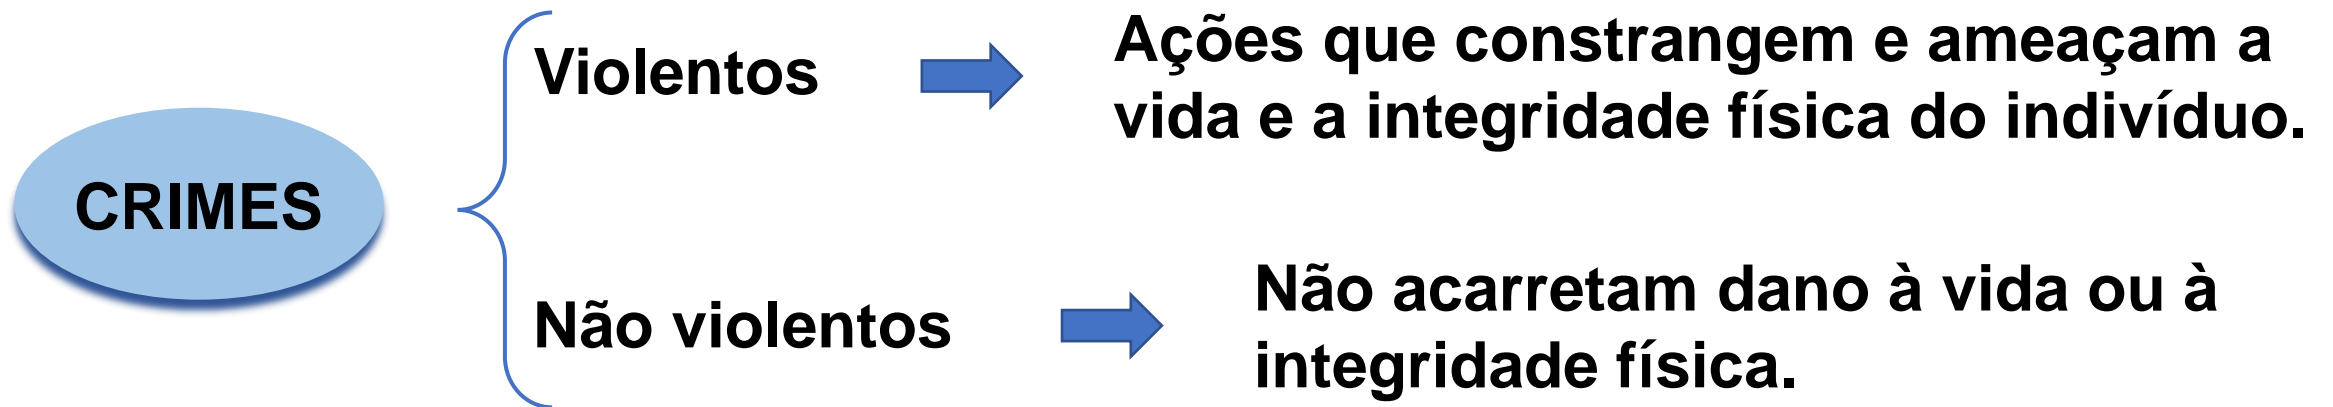 CRIMES
Violentos
Ações que constrangem e ameaçam a
vida e a integridade física do indivíduo.
Não violentos
Não acarretam dano à vida ou à
integridade física.